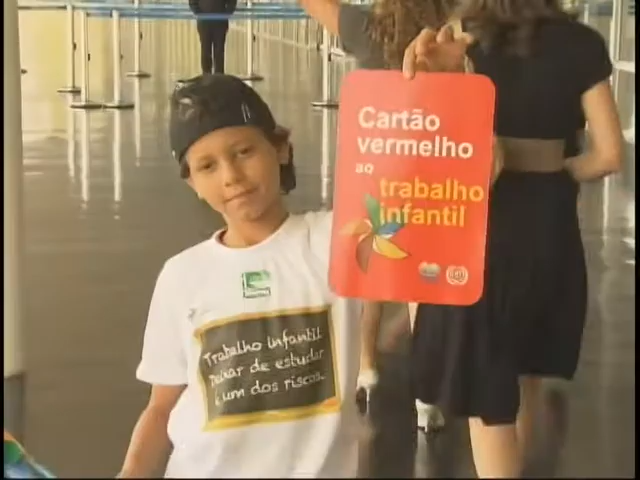 Cartão
vermelho
ao
trabalho
infantil
Trabalho infantil.
Deixar de estudar
é um dos riscos.